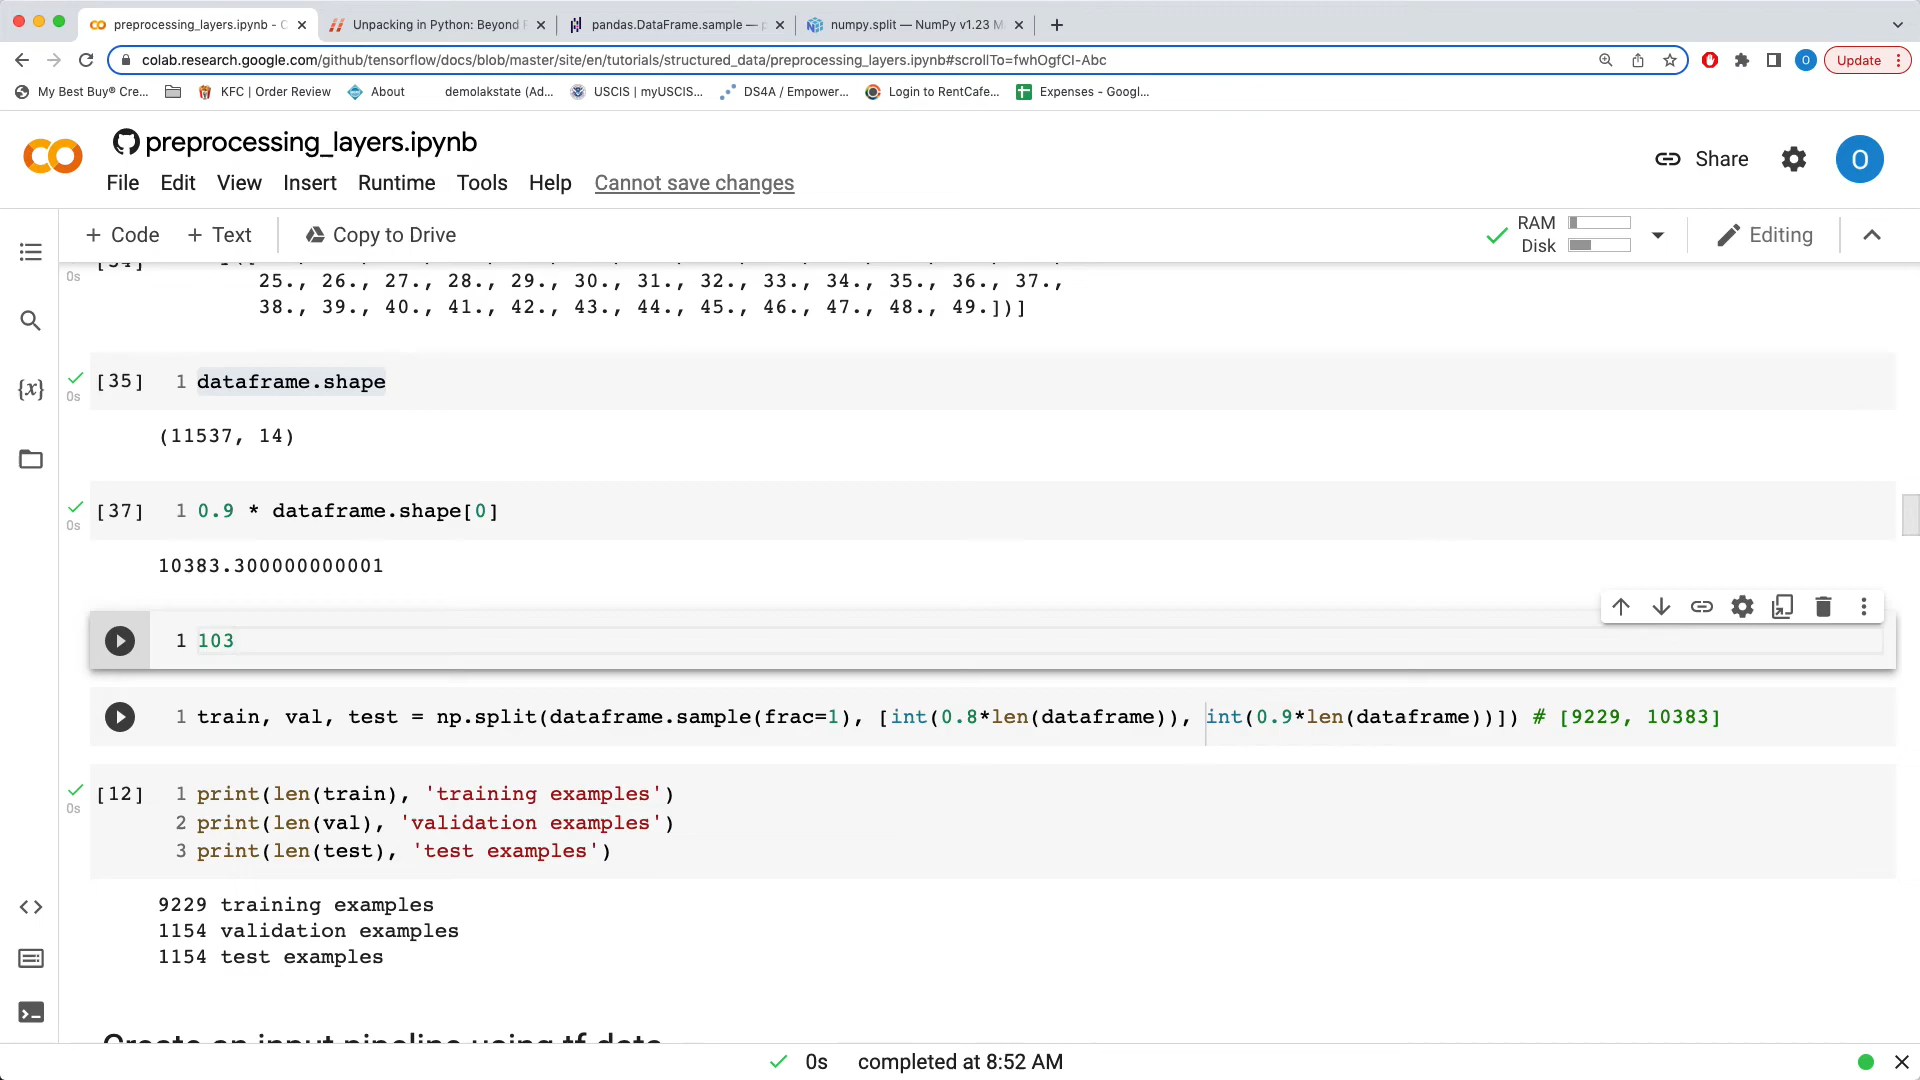 preprocessing_layers.ipynb - C
Unpacking in Python: Beyond
pandas.DataFrame.sample —
numpy.split — NumPy v1.23 M
colab.research.google.com/github/tensorflow/docs/blob/master/site/en/tutorials/structured_data/preprocessing_layers.ipynb#scrollTo=fwhOgfCI-Abc
O
Update
My Best Buy® Cre...
KFC | Order Review
About
demolakstate (Ad...
USCIS | myUSCIS...
DS4A / Empower...
Login to RentCafe...
Expenses - Googl...
preprocessing_layers.ipynb
Share
O
File Edit View Insert Runtime Tools Help Cannot save changes
+ Code + Text Copy to Drive
RAM
Disk
Editing
0s
25., 26., 27., 28., 29., 30., 31., 32., 33., 34., 35., 36., 37.,
38., 39., 40., 41., 42., 43., 44., 45., 46., 47., 48., 49.])]
{x}
[35] 1 dataframe.shape
0s
(11537, 14)
[37] 1 0.9 * dataframe.shape[0]
0s
10383.300000000001
1 103
1 train, val, test = np.split(dataframe.sample(frac=1), [int(0.8*len(dataframe)), int(0.9*len(dataframe))]) # [9229, 10383]
[12] 1 print(len(train), 'training examples')
0s
2 print(len(val), 'validation examples')
3 print(len(test), 'test examples')
9229 training examples
1154 validation examples
1154 test examples
Create an input pipeline using tf.data
0s completed at 8:52 AM